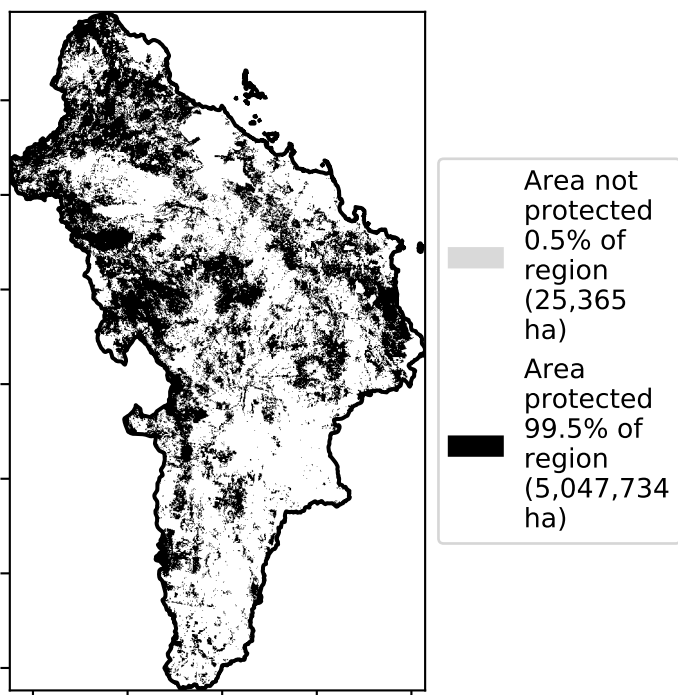 Area not
protected
0.5% of
region
(25,365
ha)
Area
protected
99.5% of
region
(5,047,734
ha)